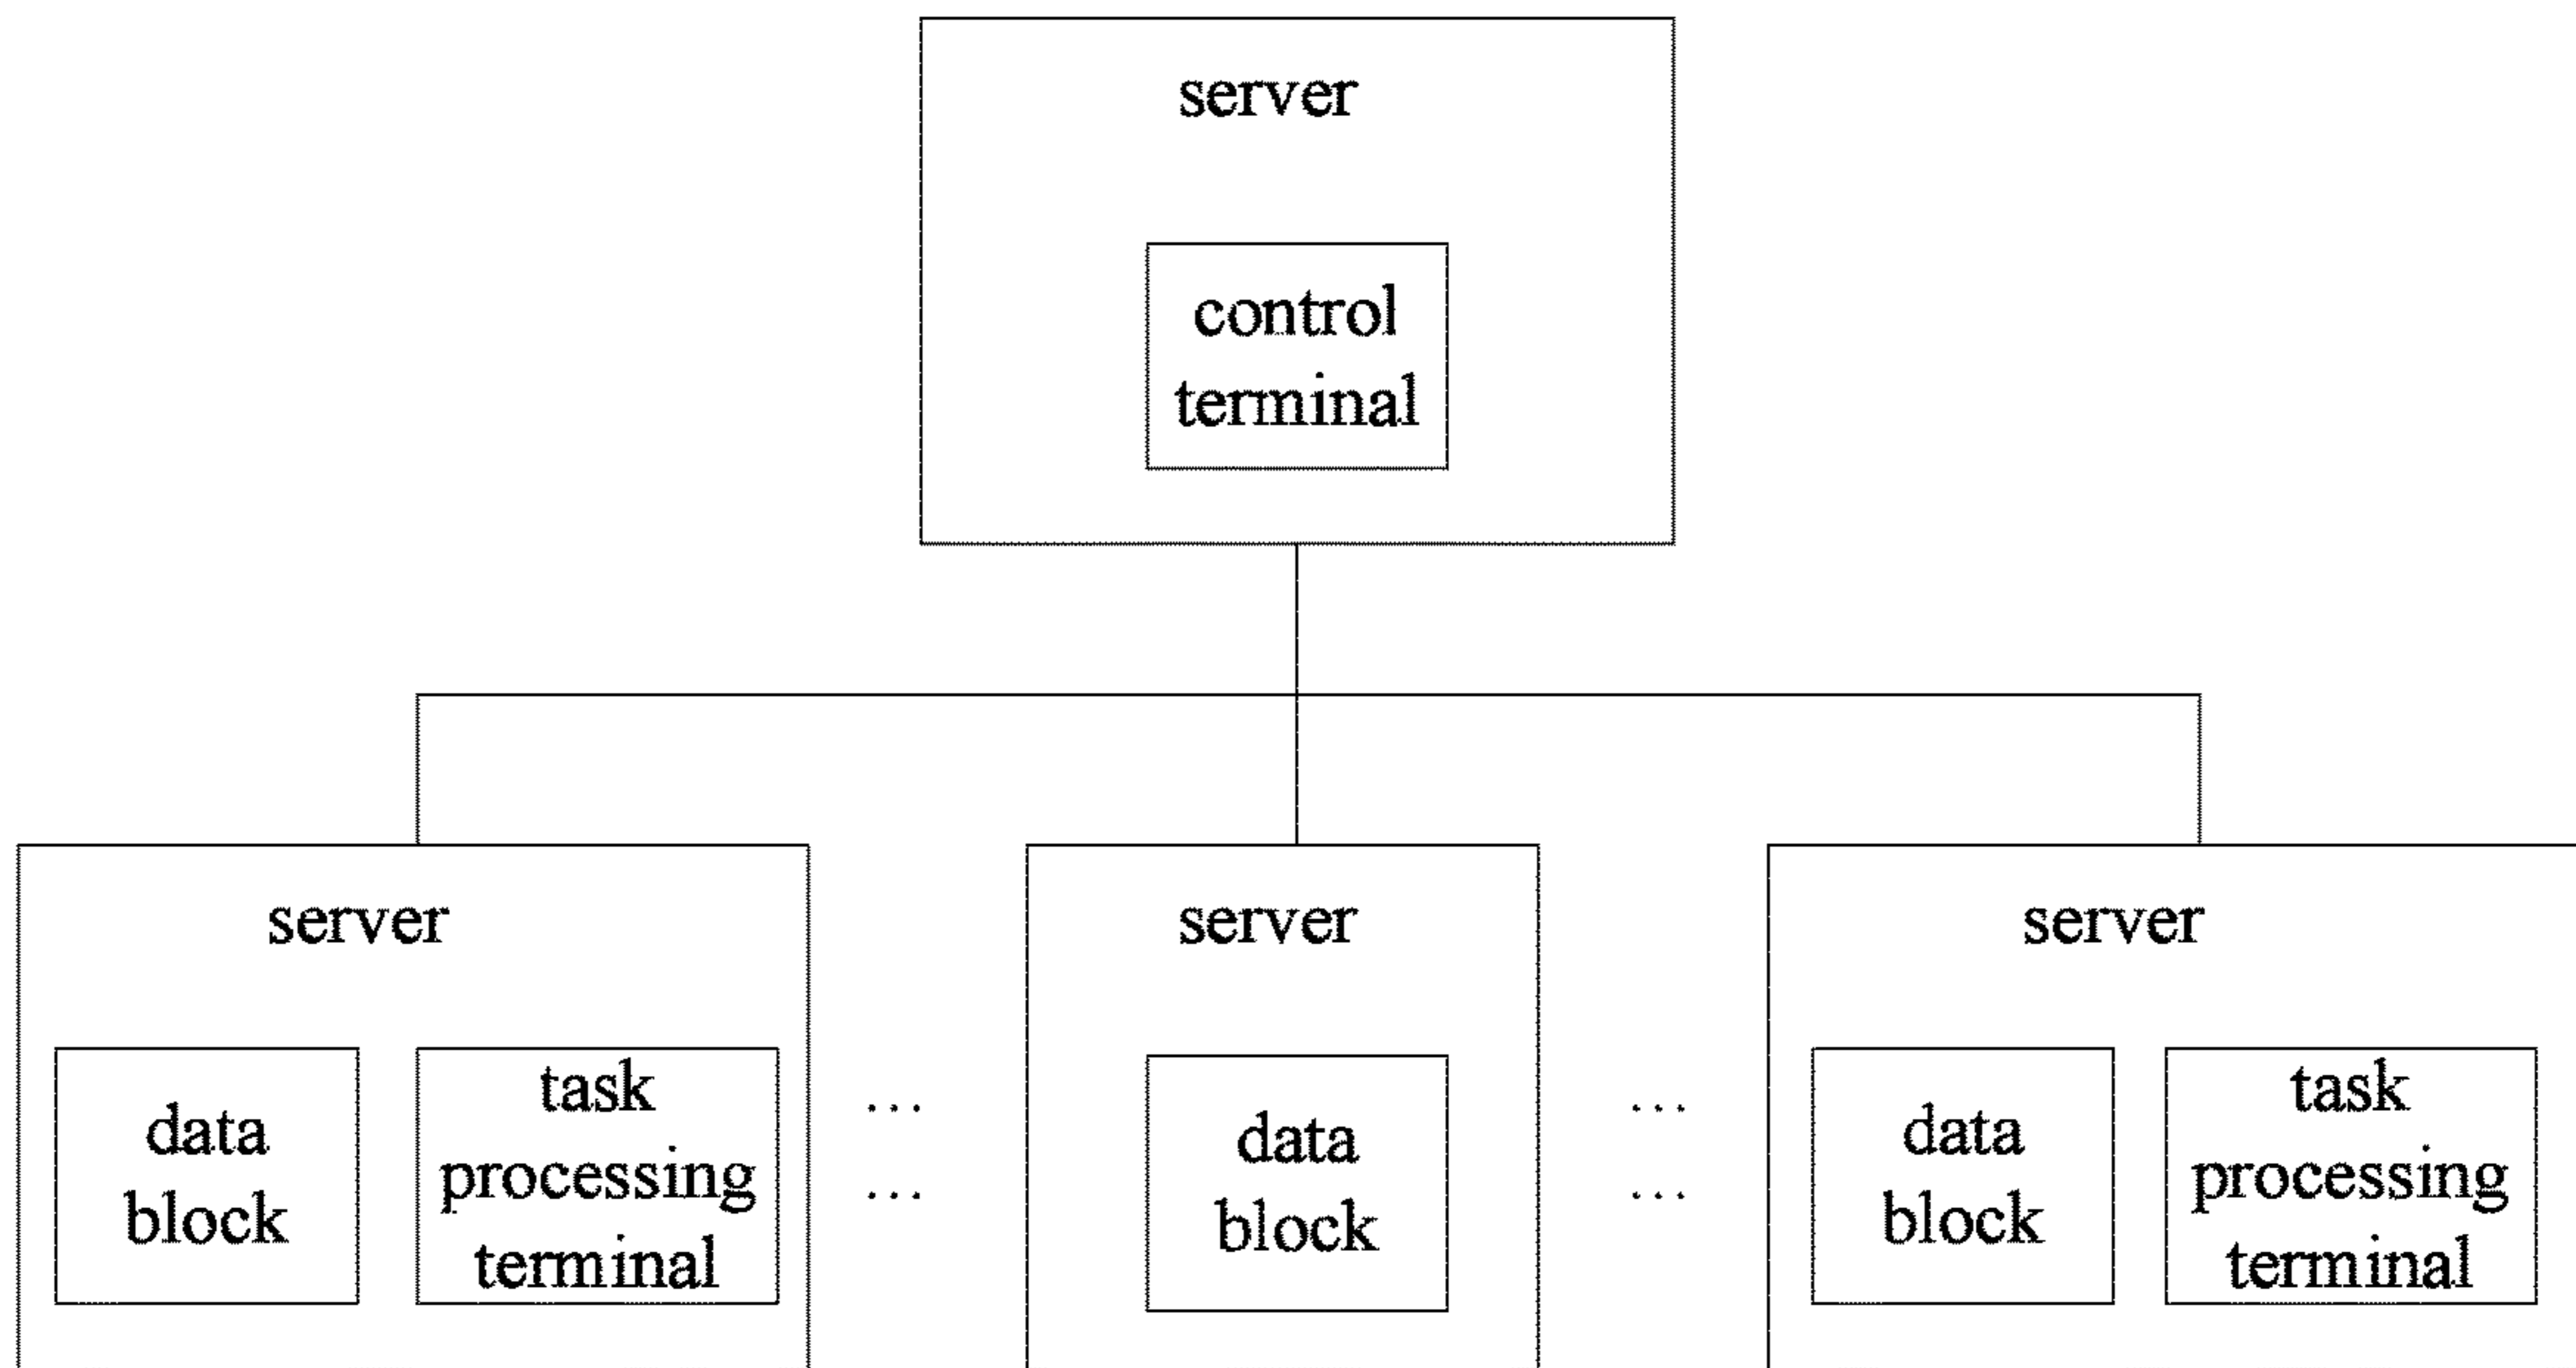 server
control
terminal
server
data
block
task
processing
terminal
...
...
server
data
block
...
...
server
data
block
task
processing
terminal